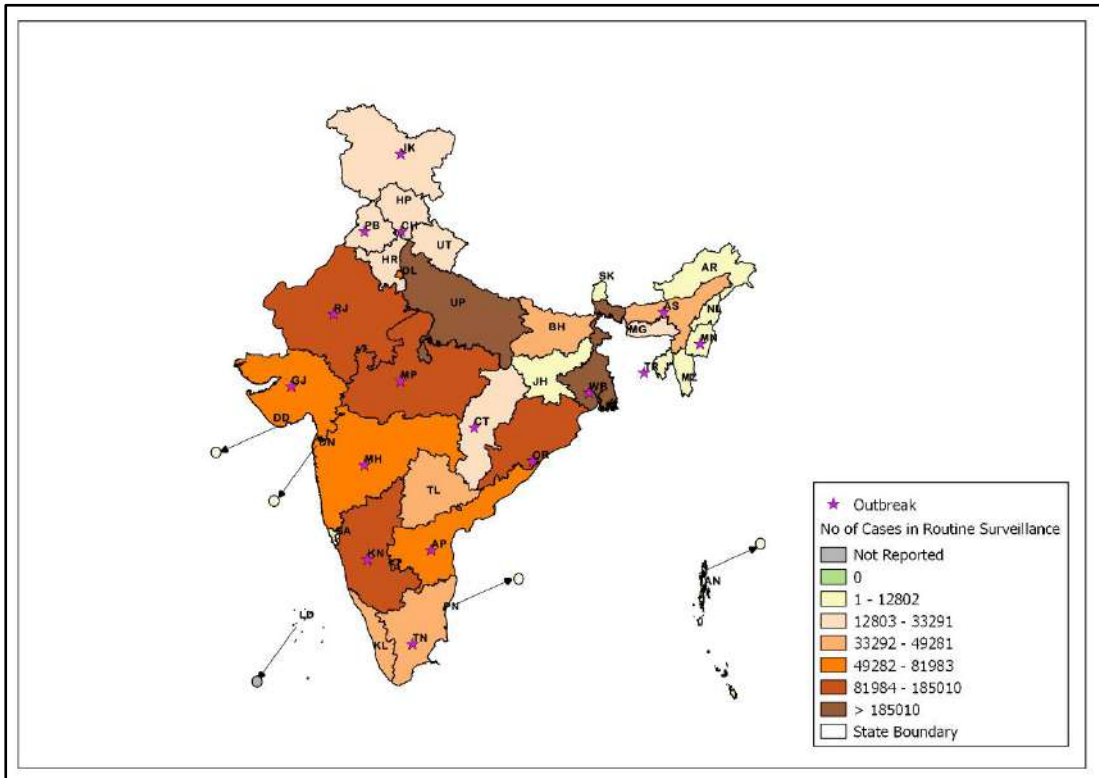 JK
HP
PB
CH
UT
HR
DL
SK
AR
RJ
UP
AS
NL
BH
MG
MN
GJ
MP
JH
TR
MZ
WB
DD
CT
DN
MH
OR
TL
GA
AP
KN
AN
PN
LD
KL
TN
Outbreak
No of Cases in Routine Surveillance
Not Reported
0
1 - 12802
12803 - 33291
33292 - 49281
49282 - 81983
81984 - 185010
> 185010
State Boundary